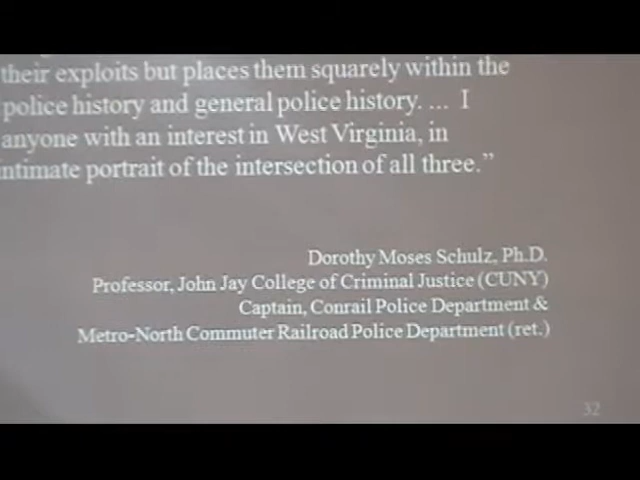 their exploits but places them squarely within the
police history and general police history. ... I
anyone with an interest in West Virginia, in
ntimate portrait of the intersection of all three.”
Dorothy Moses Schulz, Ph.D.
Professor, John Jay College of Criminal Justice (CUNY)
Captain, Conrail Police Department &
Metro-North Commuter Railroad Police Department (ret.)
32